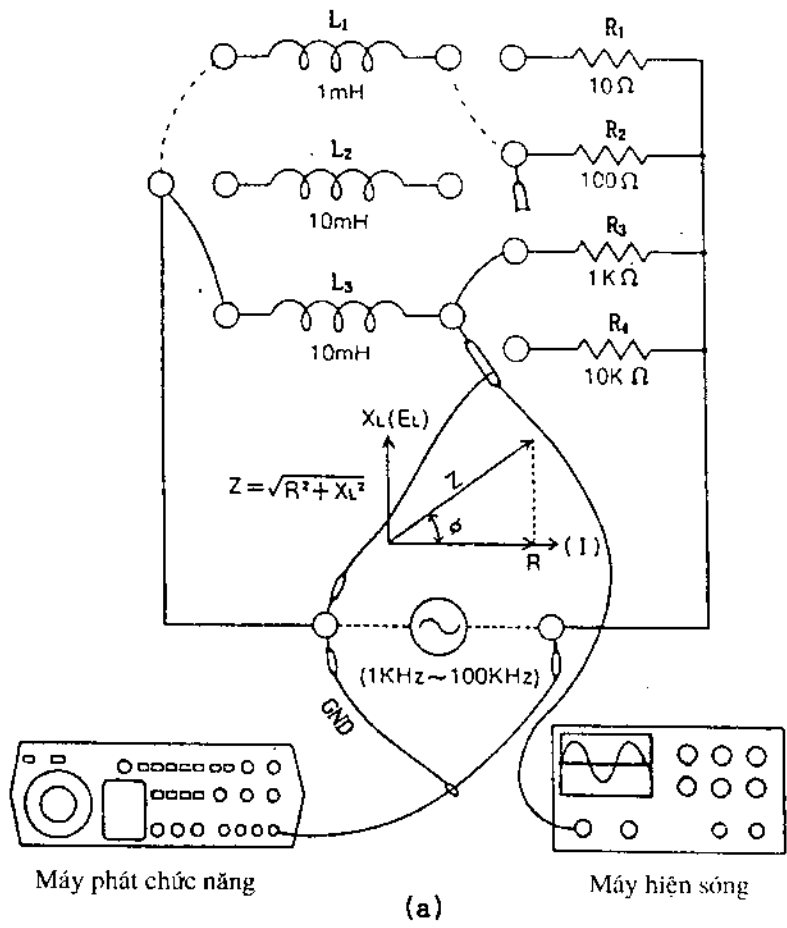 L₁
1mH
R₁
10Ω
R₂
100Ω
L₂
10mH
R₃
1KΩ
L₃
10mH
R₄
10KΩ
X_L(E_L)
Z=√R²+X_L²
Z
ø
R
(I)
(1KHz~100KHz)
GND
Máy phát chức năng
Máy hiện sóng
(a)